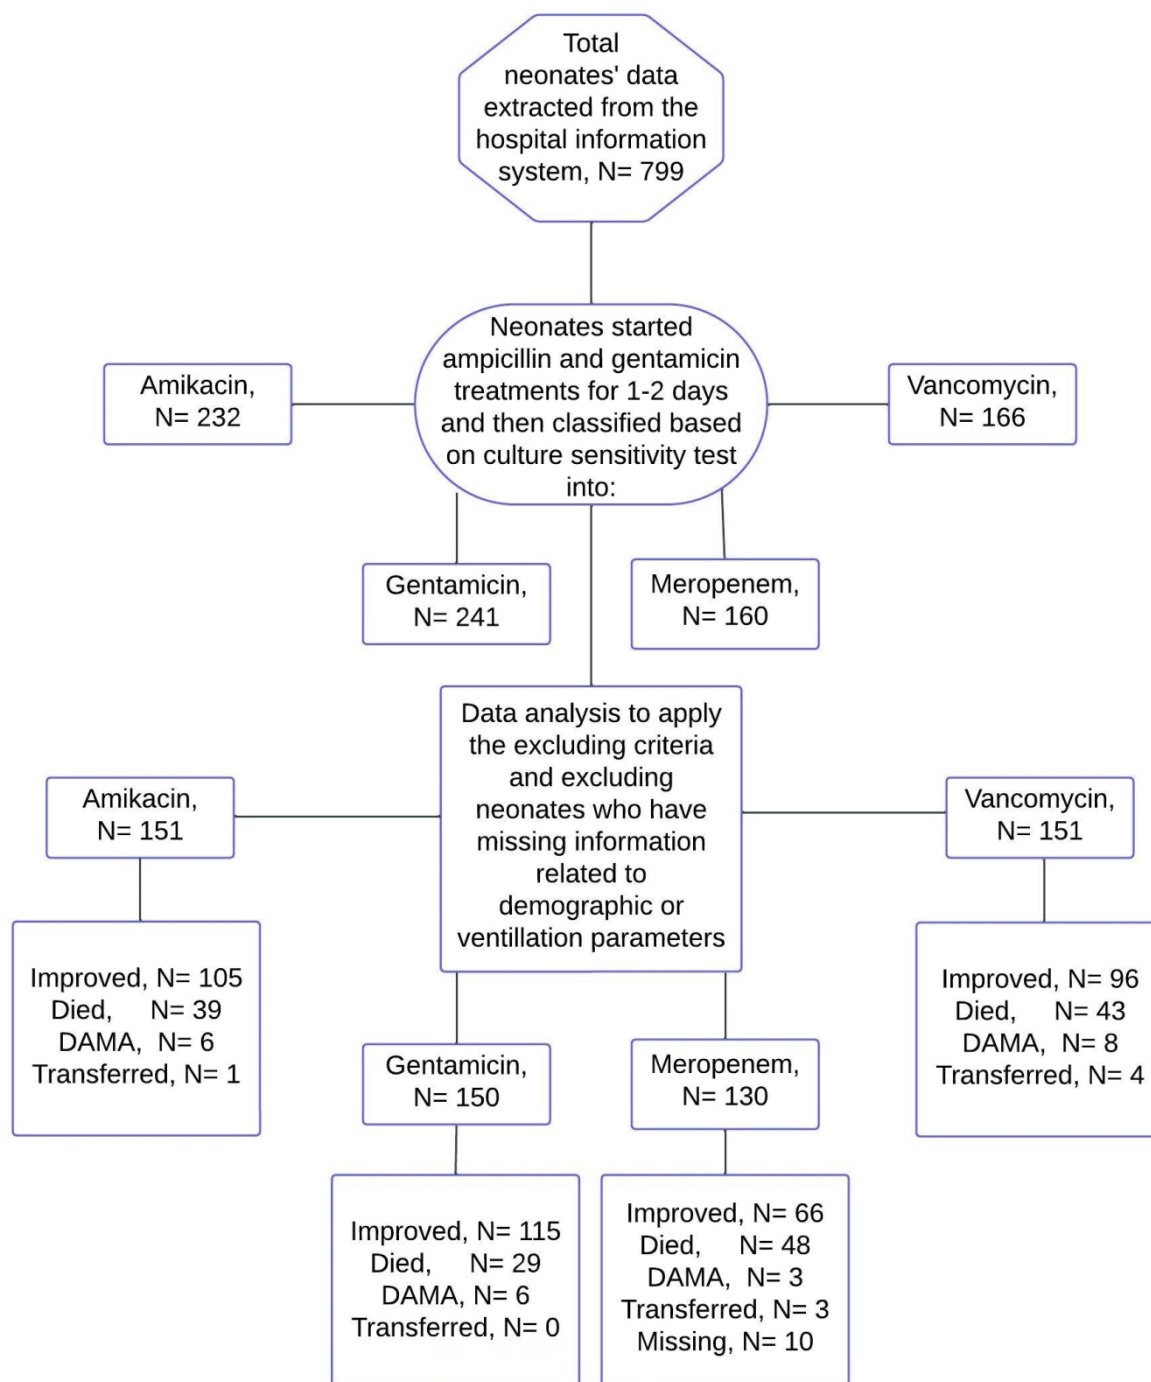 Total
neonates' data
extracted from the
hospital information
system, N= 799
Neonates started
ampicillin and gentamicin
treatments for 1-2 days
and then classified based
on culture sensitivity test
into:
Amikacin,
N= 232
Vancomycin,
N= 166
Gentamicin,
N= 241
Meropenem,
N= 160
Data analysis to apply
the excluding criteria
and excluding
neonates who have
missing information
related to
demographic or
ventillation parameters
Amikacin,
N= 151
Vancomycin,
N= 151
Improved, N= 105
Died, N= 39
DAMA, N= 6
Transferred, N= 1
Improved, N= 96
Died, N= 43
DAMA, N= 8
Transferred, N= 4
Gentamicin,
N= 150
Meropenem,
N= 130
Improved, N= 115
Died, N= 29
DAMA, N= 6
Transferred, N= 0
Improved, N= 66
Died, N= 48
DAMA, N= 3
Transferred, N= 3
Missing, N= 10